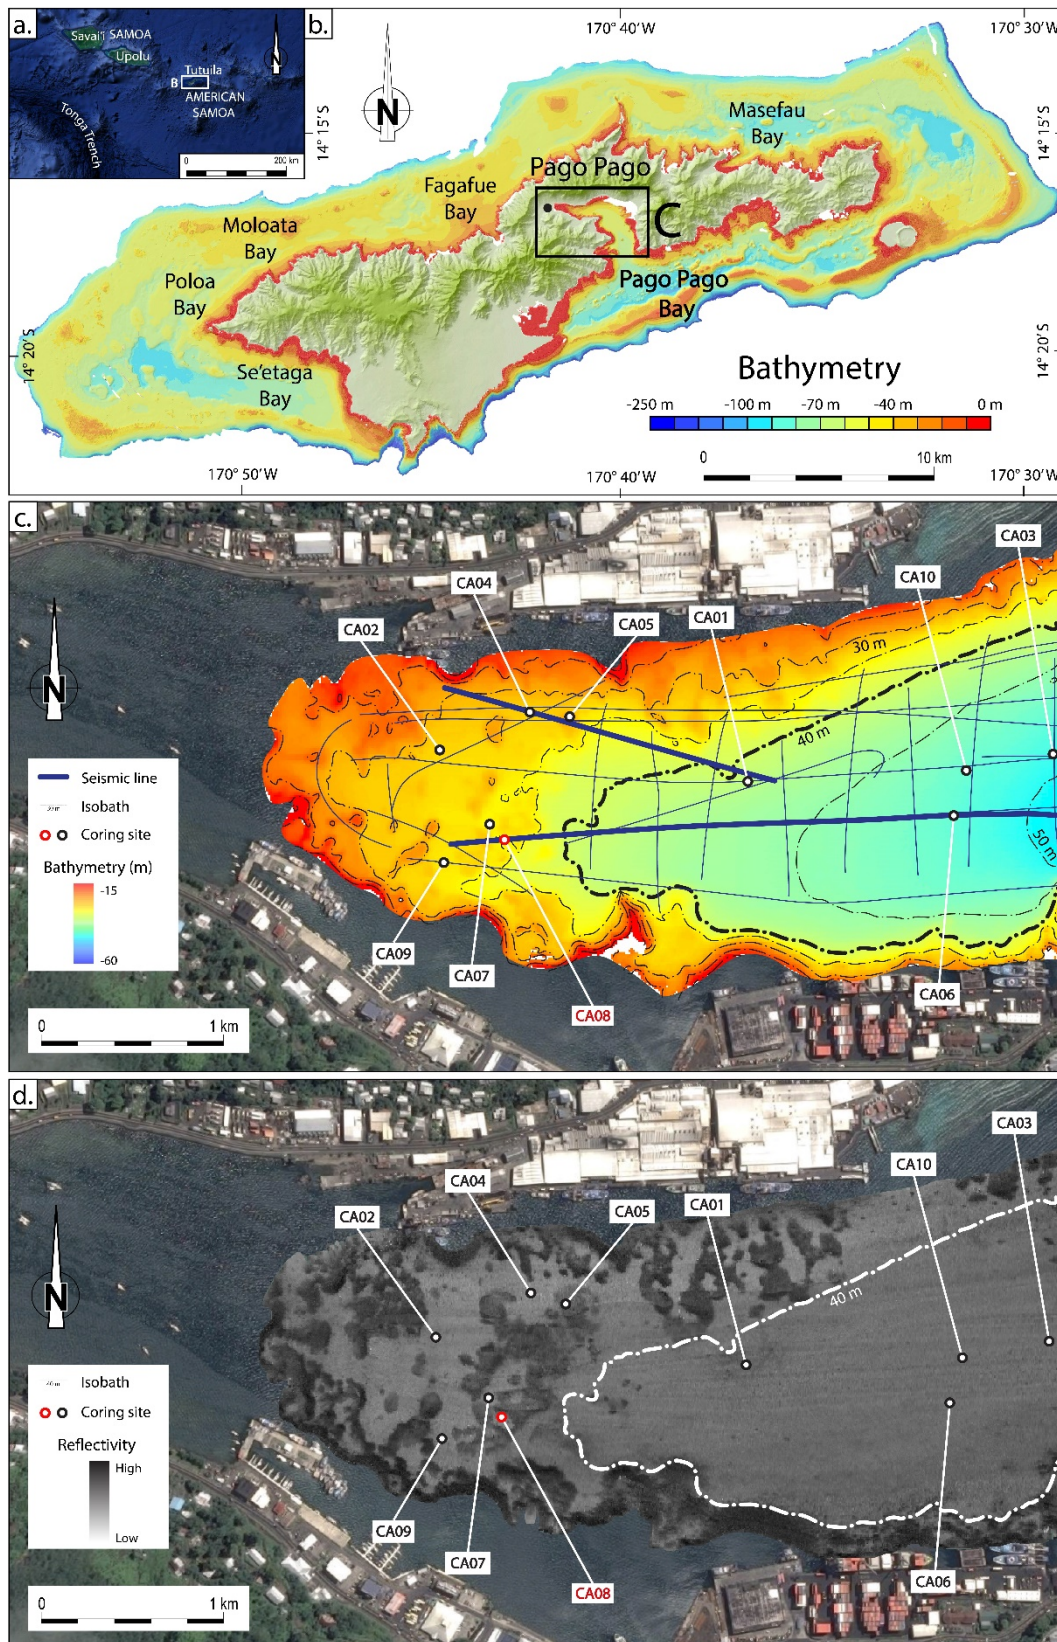 a.
Savai'i
SAMOA
Upolu
Tutuila
B
AMERICAN
SAMOA
Tonga Trench
0
200 km
b.
170° 40'W
170° 30'W
14° 15'S
14° 15'S
N
Masefau
Bay
Pago Pago
Fagafue
Bay
C
Moloata
Bay
Poloa
Bay
Pago Pago
Bay
14° 20'S
14° 20'S
Se'etaga
Bay
Bathymetry
-250 m
-100 m
-70 m
-40 m
0 m
0
10 km
170° 50'W
170° 40'W
170° 30'W
c.
CA03
CA04
CA10
CA02
CA05
CA01
30 m
N
40 m
Seismic line
Isobath
Coring site
Bathymetry (m)
-15
-60
50 m
CA09
CA07
CA06
CA08
0
1 km
d.
CA03
CA04
CA10
CA02
CA05
CA01
N
40 m
Isobath
Coring site
Reflectivity
High
Low
CA09
CA07
CA06
CA08
0
1 km